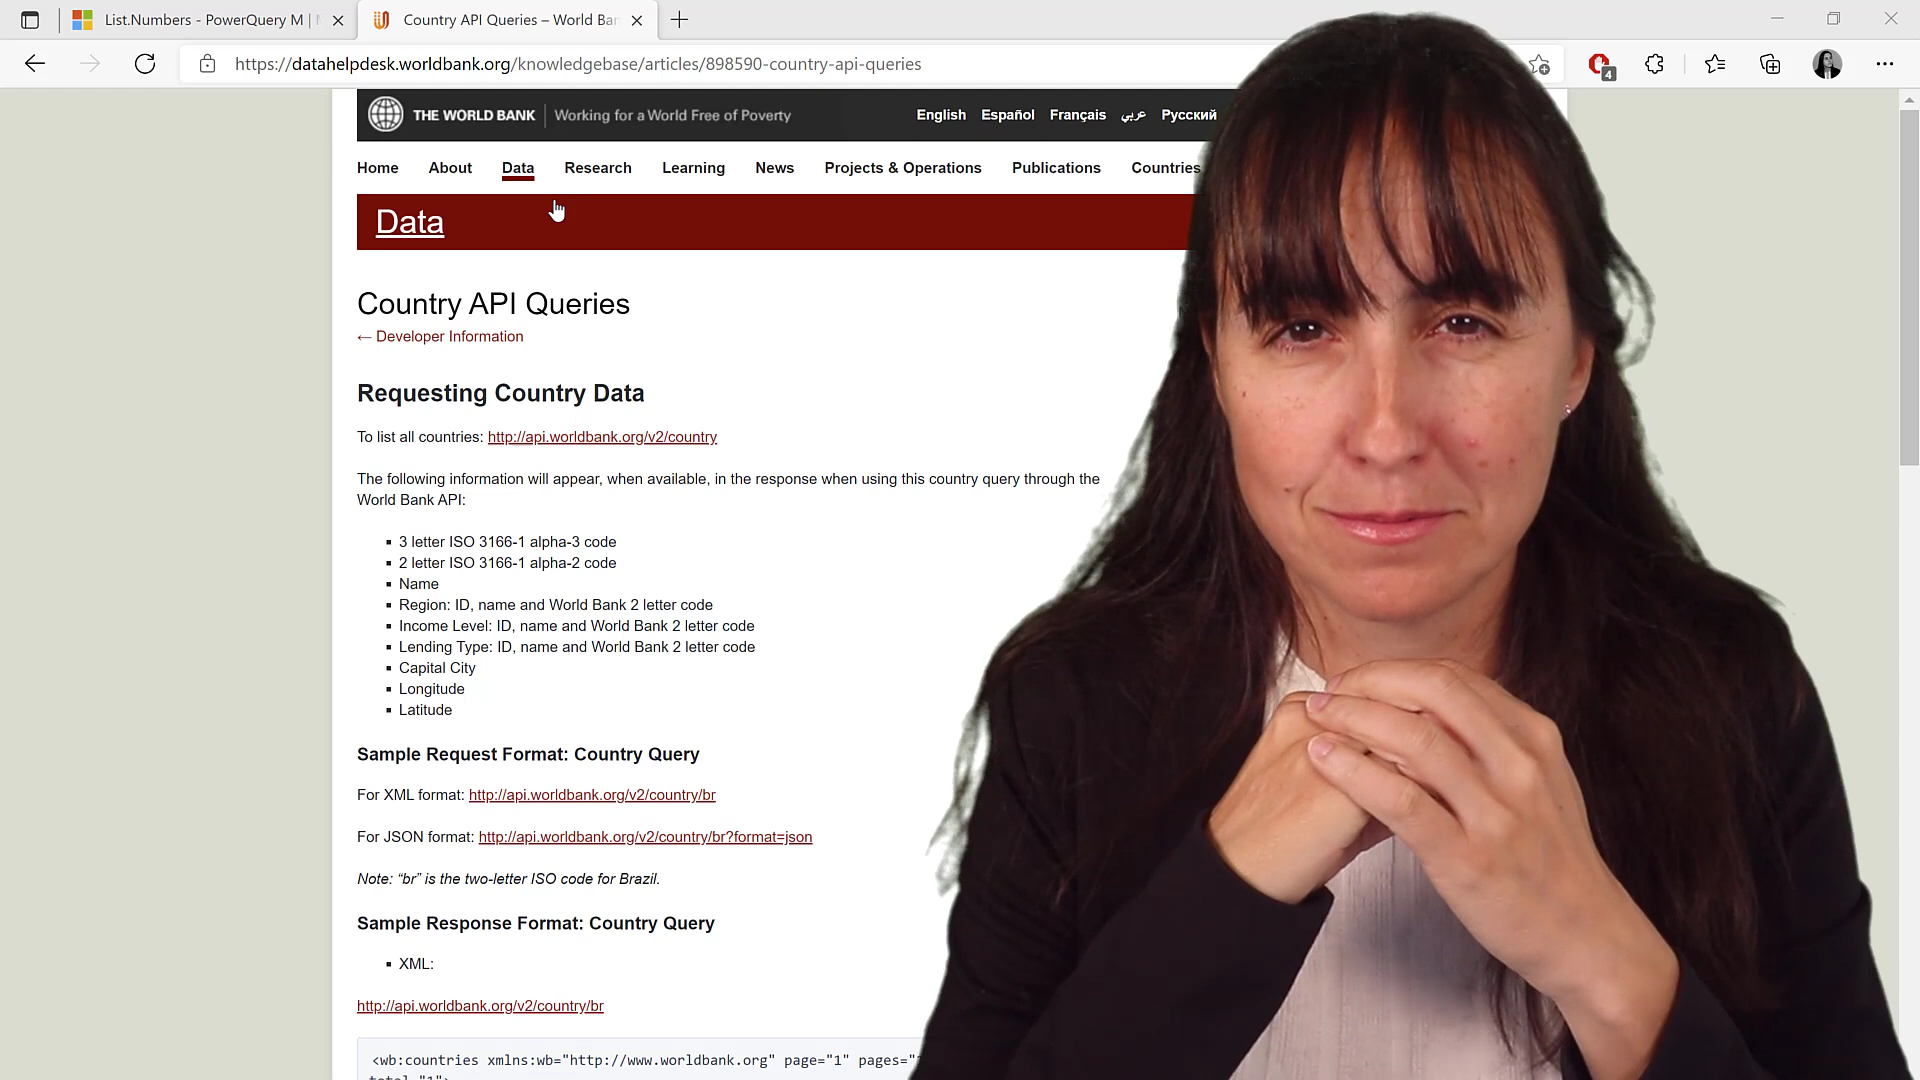 List.Numbers - PowerQuery M |
Country API Queries – World Ba
https://datahelpdesk.worldbank.org/knowledgebase/articles/898590-country-api-queries
4
THE WORLD BANK | Working for a World Free of Poverty
English Español Français عربي Русский
Home About Data Research Learning News Projects & Operations Publications Countries
Data
Country API Queries
← Developer Information
Requesting Country Data
To list all countries: http://api.worldbank.org/v2/country
The following information will appear, when available, in the response when using this country query through the
World Bank API:
▪ 3 letter ISO 3166-1 alpha-3 code
▪ 2 letter ISO 3166-1 alpha-2 code
▪ Name
▪ Region: ID, name and World Bank 2 letter code
▪ Income Level: ID, name and World Bank 2 letter code
▪ Lending Type: ID, name and World Bank 2 letter code
▪ Capital City
▪ Longitude
▪ Latitude
Sample Request Format: Country Query
For XML format: http://api.worldbank.org/v2/country/br
For JSON format: http://api.worldbank.org/v2/country/br?format=json
Note: “br” is the two-letter ISO code for Brazil.
Sample Response Format: Country Query
▪ XML:
http://api.worldbank.org/v2/country/br
<wb:countries xmlns:wb="http://www.worldbank.org" page="1" pages="